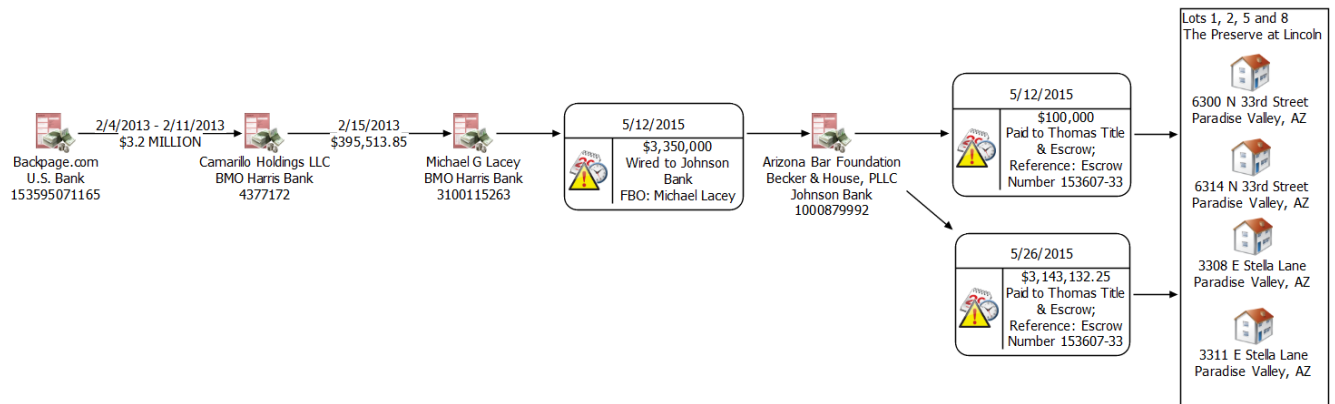 Backpage.com
U.S. Bank
153595071165
2/4/2013 - 2/11/2013
$3.2 MILLION
Camarillo Holdings LLC
BMO Harris Bank
4377172
2/15/2013
$395,513.85
Michael G Lacey
BMO Harris Bank
3100115263
5/12/2015
$3,350,000
Wired to Johnson
Bank
FBO: Michael Lacey
Arizona Bar Foundation
Becker & House, PLLC
Johnson Bank
1000879992
5/12/2015
$100,000
Paid to Thomas Title
& Escrow;
Reference: Escrow
Number 153607-33
5/26/2015
$3,143,132.25
Paid to Thomas Title
& Escrow;
Reference: Escrow
Number 153607-33
Lots 1, 2, 5 and 8
The Preserve at Lincoln
6300 N 33rd Street
Paradise Valley, AZ
6314 N 33rd Street
Paradise Valley, AZ
3308 E Stella Lane
Paradise Valley, AZ
3311 E Stella Lane
Paradise Valley, AZ